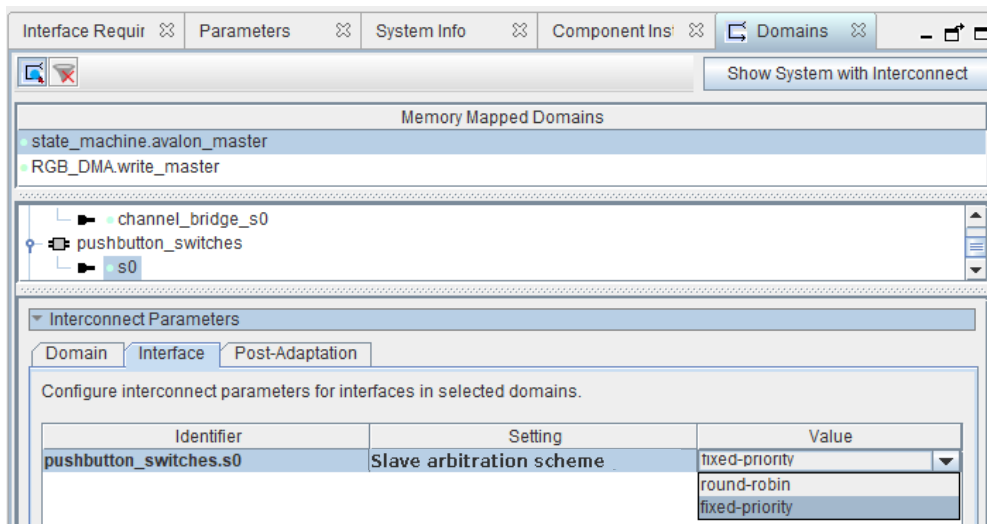 Interface Requir Parameters System Info Component Ins Domains
Show System with Interconnect
Memory Mapped Domains
state_machine.avalon_master
RGB_DMA.write_master
channel_bridge_s0
pushbutton_switches
s0
Interconnect Parameters
Domain Interface Post-Adaptation
Configure interconnect parameters for interfaces in selected domains.
Identifier Setting Value
pushbutton_switches.s0 Slave arbitration scheme fixed-priority
round-robin
fixed-priority